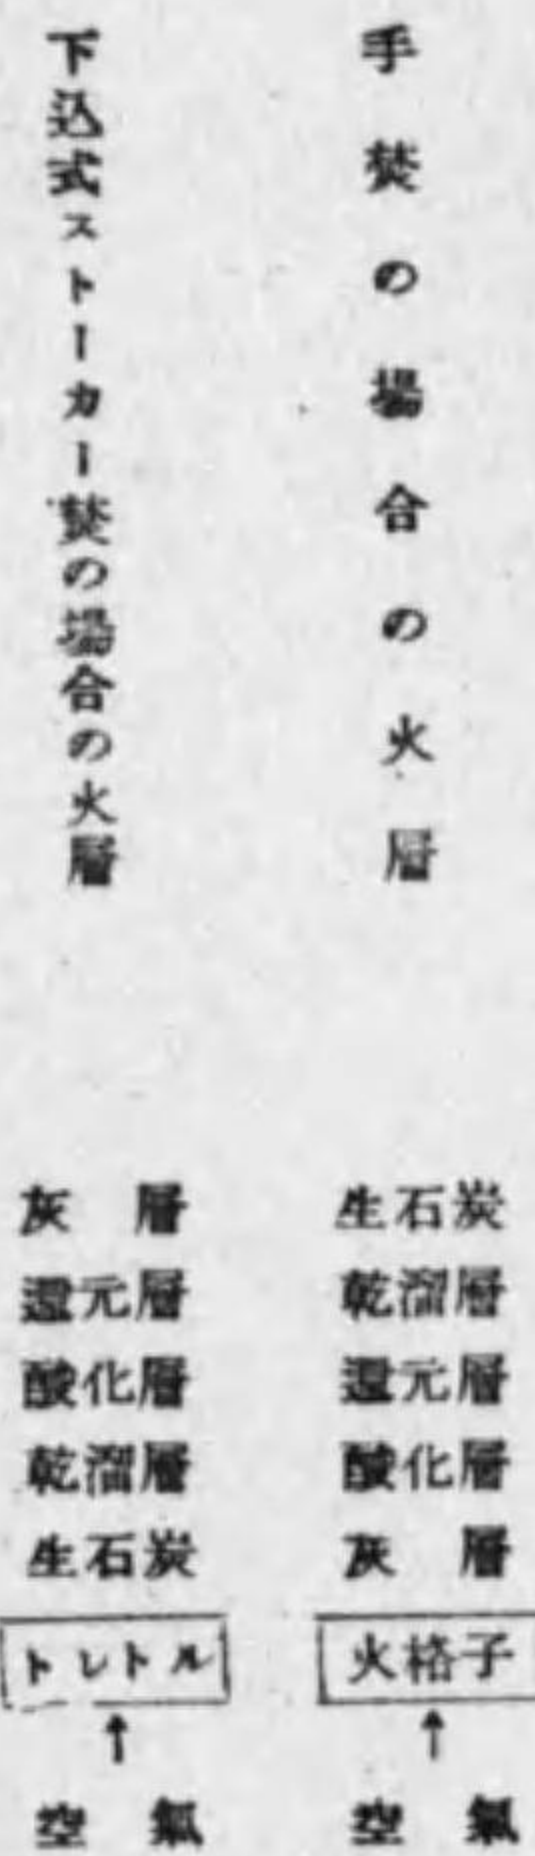 手焚の場合の火層
生石炭
乾溜層
還元層
酸化層
灰層
火格子
↑
空氣
下込式ストーカー焚の場合の火層
灰層
還元層
酸化層
乾溜層
生石炭
トレトル
↑
空氣